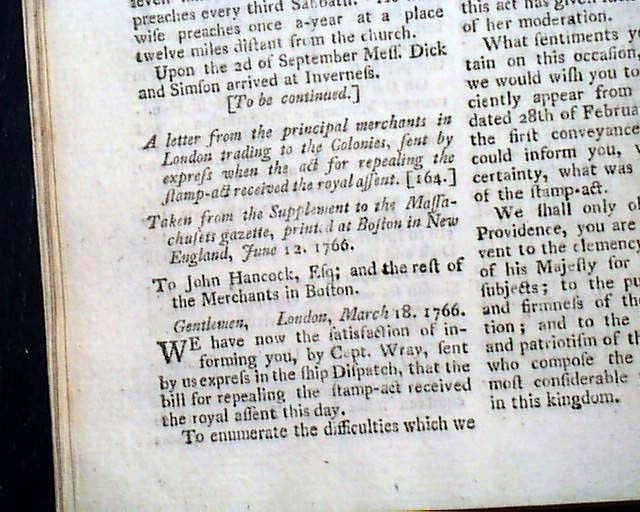 preaches every third Sabbath.
wife preaches once a-year at a place
twelve miles distant from the church.
Upon the 2d of September Mess. Dick
and Simson arrived at Inverness.
[To be continued.]
A letter from the principal merchants in
London trading to the Colonies, sent by
express when the act for repealing the
stamp-act received the royal assent. [164.]
Taken from the Supplement to the Massa-
chusets gazette, printed at Boston in New
England, June 12. 1766.
To John Hancock, Esq; and the rest of
the Merchants in Boston.
Gentlemen, London, March 18. 1766.
WE have now the satisfaction of in-
forming you, by Capt. Wray, sent
by us express in the ship Dispatch, that the
bill for repealing the stamp-act received
the royal assent this day.
To enumerate the difficulties which we
this act has given
of her moderation.
What sentiments
tain on this occasion,
we would wish you to
ciently appear from
dated 28th of
the first conveyance
could inform you,
certainty, what was
of the stamp-act.
We shall only
Providence, you are
vent to the clemency
of his Majesty for
subjects; to the
and firmness of the
tion; and to the
and patriotism of
who compose the
most considerable
in this kingdom.